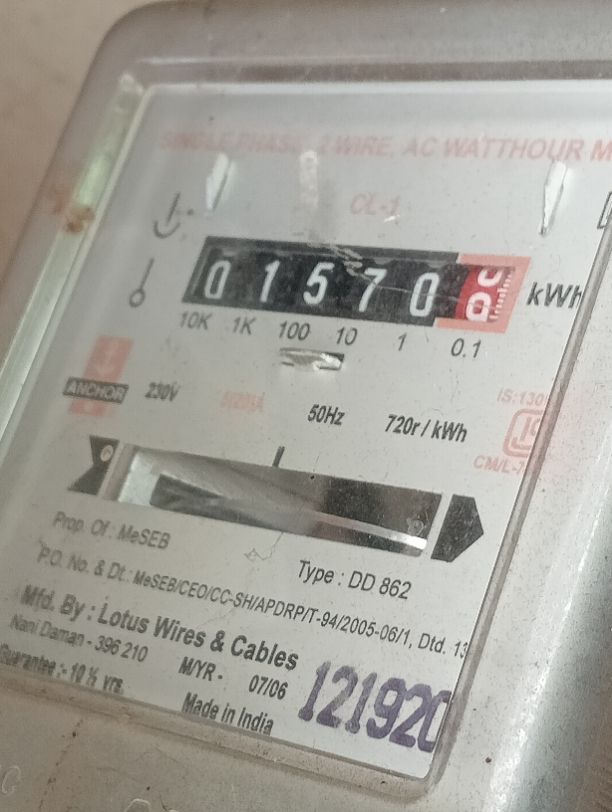 SINGLE PHASE, 2 WIRE, AC WATTHOUR M
CL-1
0 1 5 7 0 kWh
10K 1K 100 10 1 0.1
ANCHOR 230V 50Hz 720r / kWh
IS:130
CM/L-
Prop. Of : MeSEB
Type : DD 862
P.O. No. & Dt.: MeSEB/CEO/CC-SH/APDRP/T-94/2005-06/1, Dtd. 13
Mfd. By : Lotus Wires & Cables
Nani Daman - 396 210
M/YR - 07/06
Guarantee :- 10 ½ yrs.
Made in India
121920